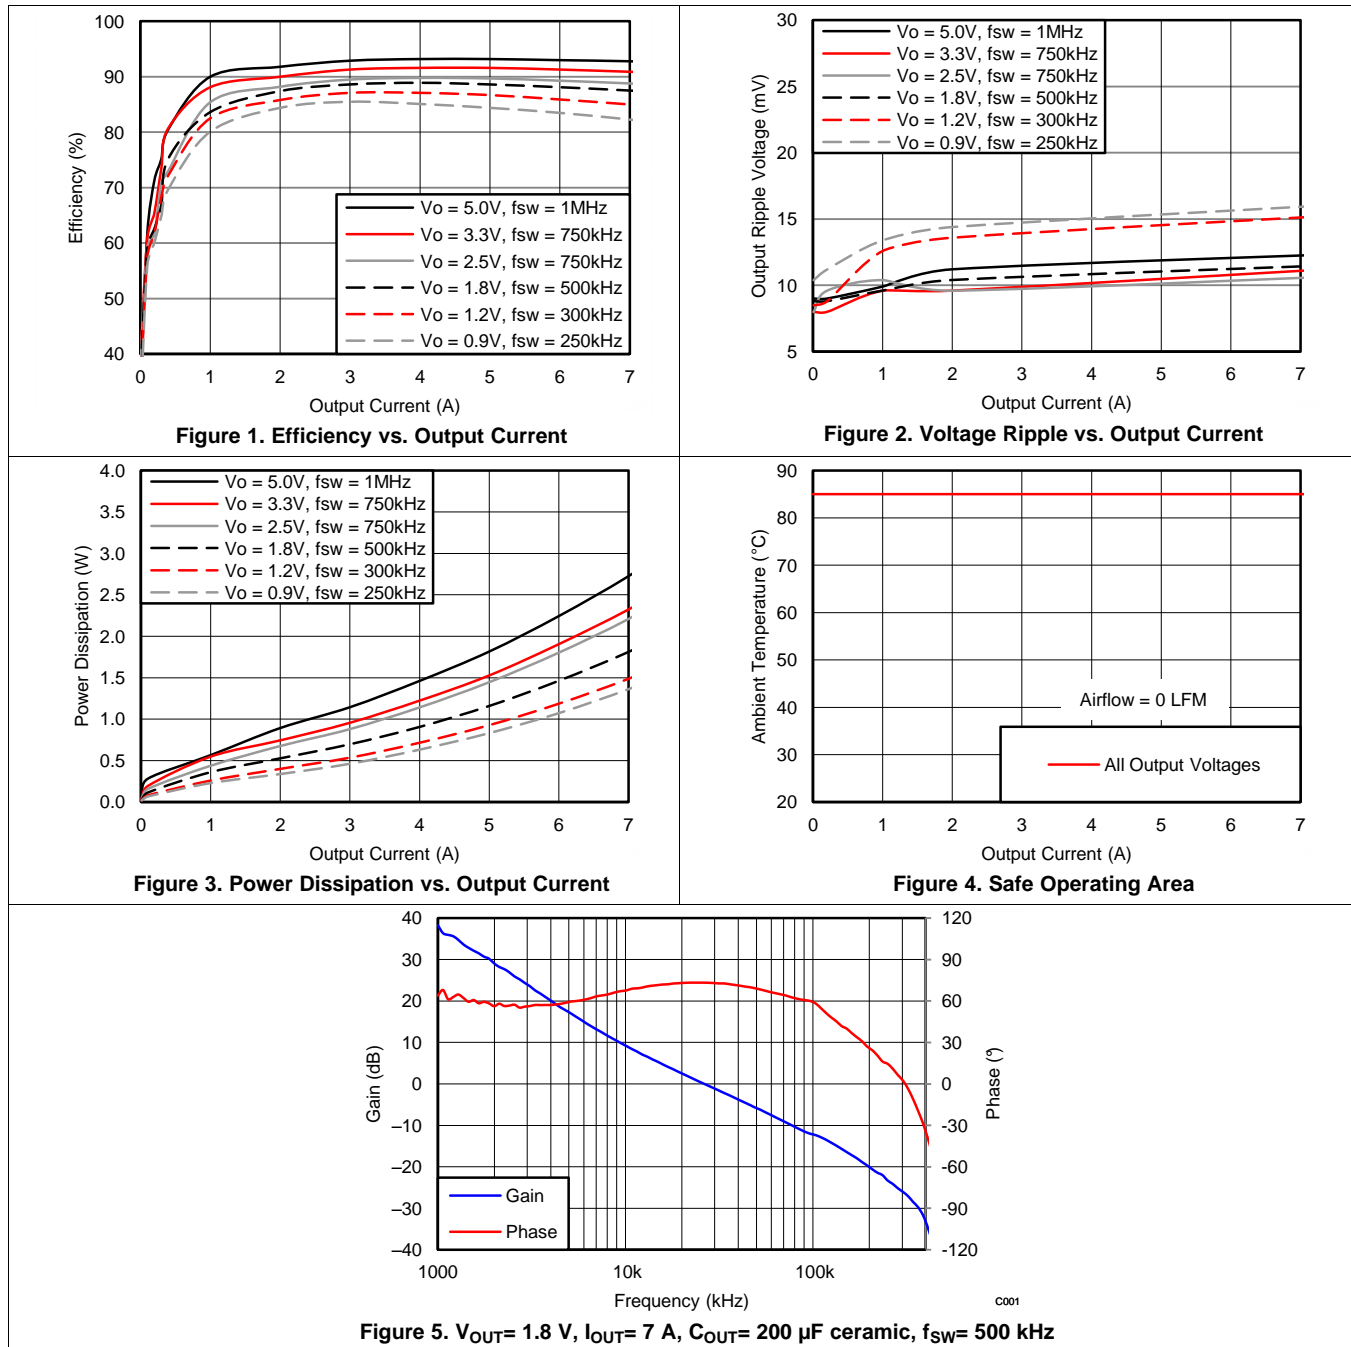 100
90
80
70
60
50
40
Efficiency (%)
Vo = 5.0V, fsw = 1MHz
Vo = 3.3V, fsw = 750kHz
Vo = 2.5V, fsw = 750kHz
Vo = 1.8V, fsw = 500kHz
Vo = 1.2V, fsw = 300kHz
Vo = 0.9V, fsw = 250kHz
0 1 2 3 4 5 6 7
Output Current (A)
Figure 1. Efficiency vs. Output Current
30
25
20
15
10
5
Output Ripple Voltage (mV)
Vo = 5.0V, fsw = 1MHz
Vo = 3.3V, fsw = 750kHz
Vo = 2.5V, fsw = 750kHz
Vo = 1.8V, fsw = 500kHz
Vo = 1.2V, fsw = 300kHz
Vo = 0.9V, fsw = 250kHz
0 1 2 3 4 5 6 7
Output Current (A)
Figure 2. Voltage Ripple vs. Output Current
4.0
3.5
3.0
2.5
2.0
1.5
1.0
0.5
0.0
Power Dissipation (W)
Vo = 5.0V, fsw = 1MHz
Vo = 3.3V, fsw = 750kHz
Vo = 2.5V, fsw = 750kHz
Vo = 1.8V, fsw = 500kHz
Vo = 1.2V, fsw = 300kHz
Vo = 0.9V, fsw = 250kHz
0 1 2 3 4 5 6 7
Output Current (A)
Figure 3. Power Dissipation vs. Output Current
90
80
70
60
50
40
30
20
Ambient Temperature (°C)
Airflow = 0 LFM
All Output Voltages
0 1 2 3 4 5 6 7
Output Current (A)
Figure 4. Safe Operating Area
40
30
20
10
0
–10
–20
–30
–40
Gain (dB)
Gain
Phase
120
90
60
30
0
-30
-60
-90
-120
Phase (°)
1000 10k 100k
Frequency (kHz)
C001
Figure 5. VOUT= 1.8 V, IOUT= 7 A, COUT= 200 µF ceramic, fSW= 500 kHz